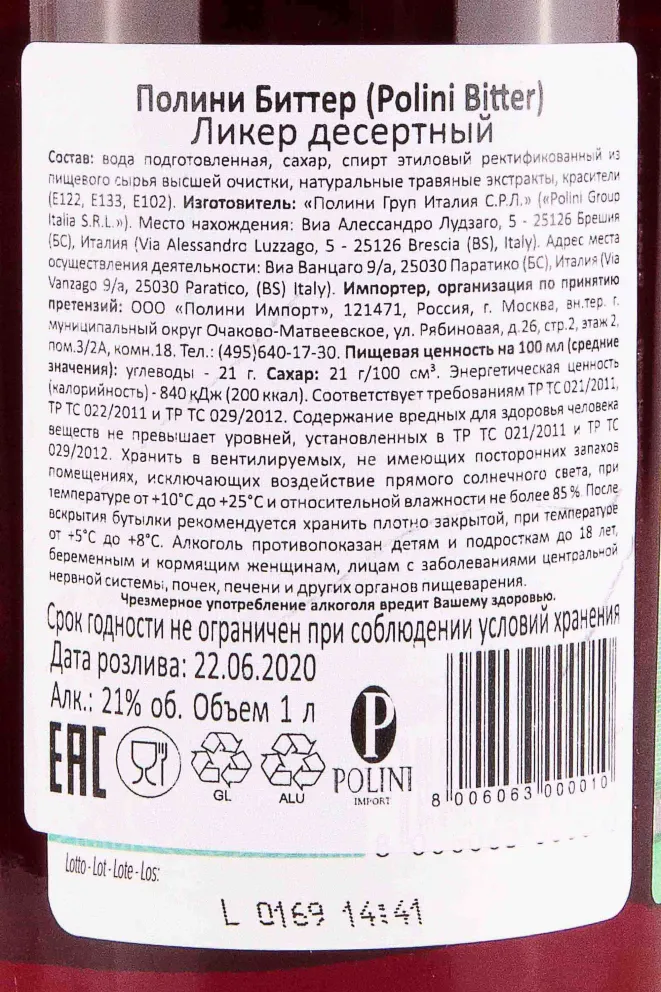 Полини Биттер (Polini Bitter)
Ликер десертный
Состав: вода подготовленная, сахар, спирт этиловый ректификованный из
пищевого сырья высшей очистки, натуральные травяные экстракты, красители
(E122, E133, E102). Изготовитель: «Полини Груп Италия С.Р.Л.» («Polini Group
Italia S.R.L.»). Место нахождения: Виа Алессандро Лудзаго, 5 - 25126 Брешия
(БС), Италия (Via Alessandro Luzzago, 5 - 25126 Brescia (BS), Italy). Адрес места
осуществления деятельности: Виа Ванцаго 9/а, 25030 Паратико (БС), Италия (Via
Vanzago 9/a, 25030 Paratico, (BS) Italy). Импортер, организация по принятию
претензий: ООО «Полини Импорт», 121471, Россия, г. Москва, вн.тер. г.
муниципальный округ Очаково-Матвеевское, ул. Рябиновая, д.26, стр.2, этаж 2,
пом.3/2А, комн.18. Тел.: (495)640-17-30. Пищевая ценность на 100 мл (средние
значения): углеводы - 21 г. Сахар: 21 г/100 см³. Энергетическая ценность
(калорийность) - 840 кДж (200 ккал). Соответствует требованиям ТР ТС 021/2011,
ТР ТС 022/2011 и ТР ТС 029/2012. Содержание вредных для здоровья человека
веществ не превышает уровней, установленных в ТР ТС 021/2011 и ТР ТС
029/2012. Хранить в вентилируемых, не имеющих посторонних запахов
помещениях, исключающих воздействие прямого солнечного света, при
температуре от +10°С до +25°С и относительной влажности не более 85 %. После
вскрытия бутылки рекомендуется хранить плотно закрытой, при температуре
от +5°С до +8°С. Алкоголь противопоказан детям и подросткам до 18 лет,
беременным и кормящим женщинам, лицам с заболеваниями центральной
нервной системы, почек, печени и других органов пищеварения.
Чрезмерное употребление алкоголя вредит Вашему здоровью.
Срок годности не ограничен при соблюдении условий хранения
Дата розлива: 22.06.2020
Алк.: 21% об. Объем 1 л
EAC
GL
ALU
P
POLINI
IMPORT
8 006063 000010
Lotto - Lot - Lote - Los:
L 0169 14:41